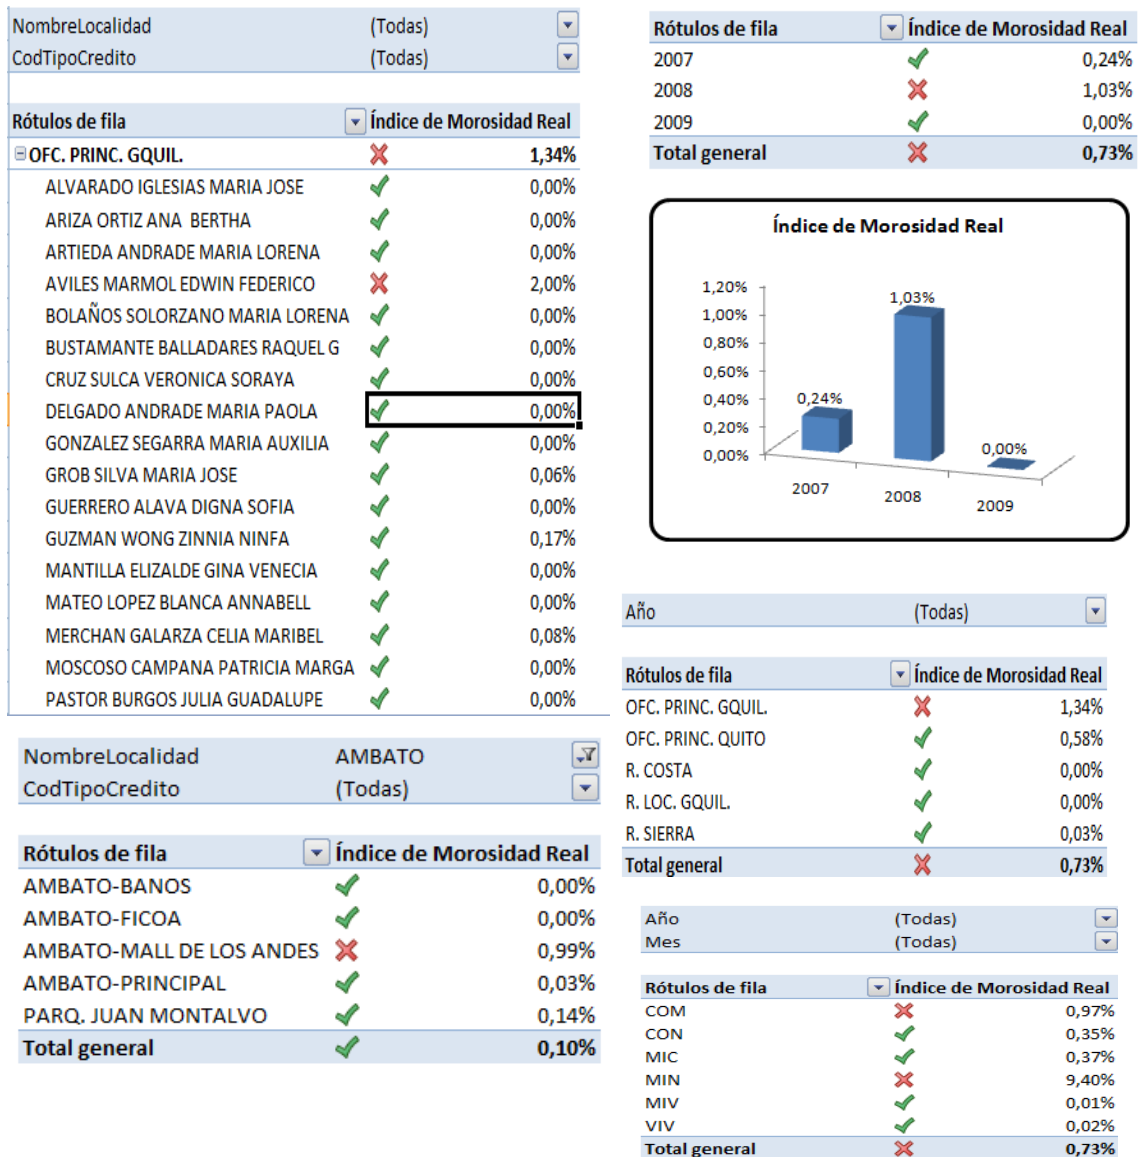 NombreLocalidad (Todas)
CodTipoCredito (Todas)
Rótulos de fila Índice de Morosidad Real
OFC. PRINC. GQUIL. 1,34%
ALVARADO IGLESIAS MARIA JOSE 0,00%
ARIZA ORTIZ ANA  BERTHA 0,00%
ARTIEDA ANDRADE MARIA LORENA 0,00%
AVILES MARMOL EDWIN FEDERICO 2,00%
BOLAÑOS SOLORZANO MARIA LORENA 0,00%
BUSTAMANTE BALLADARES RAQUEL G 0,00%
CRUZ SULCA VERONICA SORAYA 0,00%
DELGADO ANDRADE MARIA PAOLA 0,00%
GONZALEZ SEGARRA MARIA AUXILIA 0,00%
GROB SILVA MARIA JOSE 0,06%
GUERRERO ALAVA DIGNA SOFIA 0,00%
GUZMAN WONG ZINNIA NINFA 0,17%
MANTILLA ELIZALDE GINA VENECIA 0,00%
MATEO LOPEZ BLANCA ANNABELL 0,00%
MERCHAN GALARZA CELIA MARIBEL 0,08%
MOSCOSO CAMPANA PATRICIA MARGA 0,00%
PASTOR BURGOS JULIA GUADALUPE 0,00%
NombreLocalidad AMBATO
CodTipoCredito (Todas)
Rótulos de fila Índice de Morosidad Real
AMBATO-BANOS 0,00%
AMBATO-FICOA 0,00%
AMBATO-MALL DE LOS ANDES 0,99%
AMBATO-PRINCIPAL 0,03%
PARQ. JUAN MONTALVO 0,14%
Total general 0,10%
Rótulos de fila Índice de Morosidad Real
2007 0,24%
2008 1,03%
2009 0,00%
Total general 0,73%
Índice de Morosidad Real
1,20%
1,00%
0,80%
0,60%
0,40%
0,20%
0,00%
0,24%
1,03%
0,00%
2007
2008
2009
Año (Todas)
Rótulos de fila Índice de Morosidad Real
OFC. PRINC. GQUIL. 1,34%
OFC. PRINC. QUITO 0,58%
R. COSTA 0,00%
R. LOC. GQUIL. 0,00%
R. SIERRA 0,03%
Total general 0,73%
Año (Todas)
Mes (Todas)
Rótulos de fila Índice de Morosidad Real
COM 0,97%
CON 0,35%
MIC 0,37%
MIN 9,40%
MIV 0,01%
VIV 0,02%
Total general 0,73%